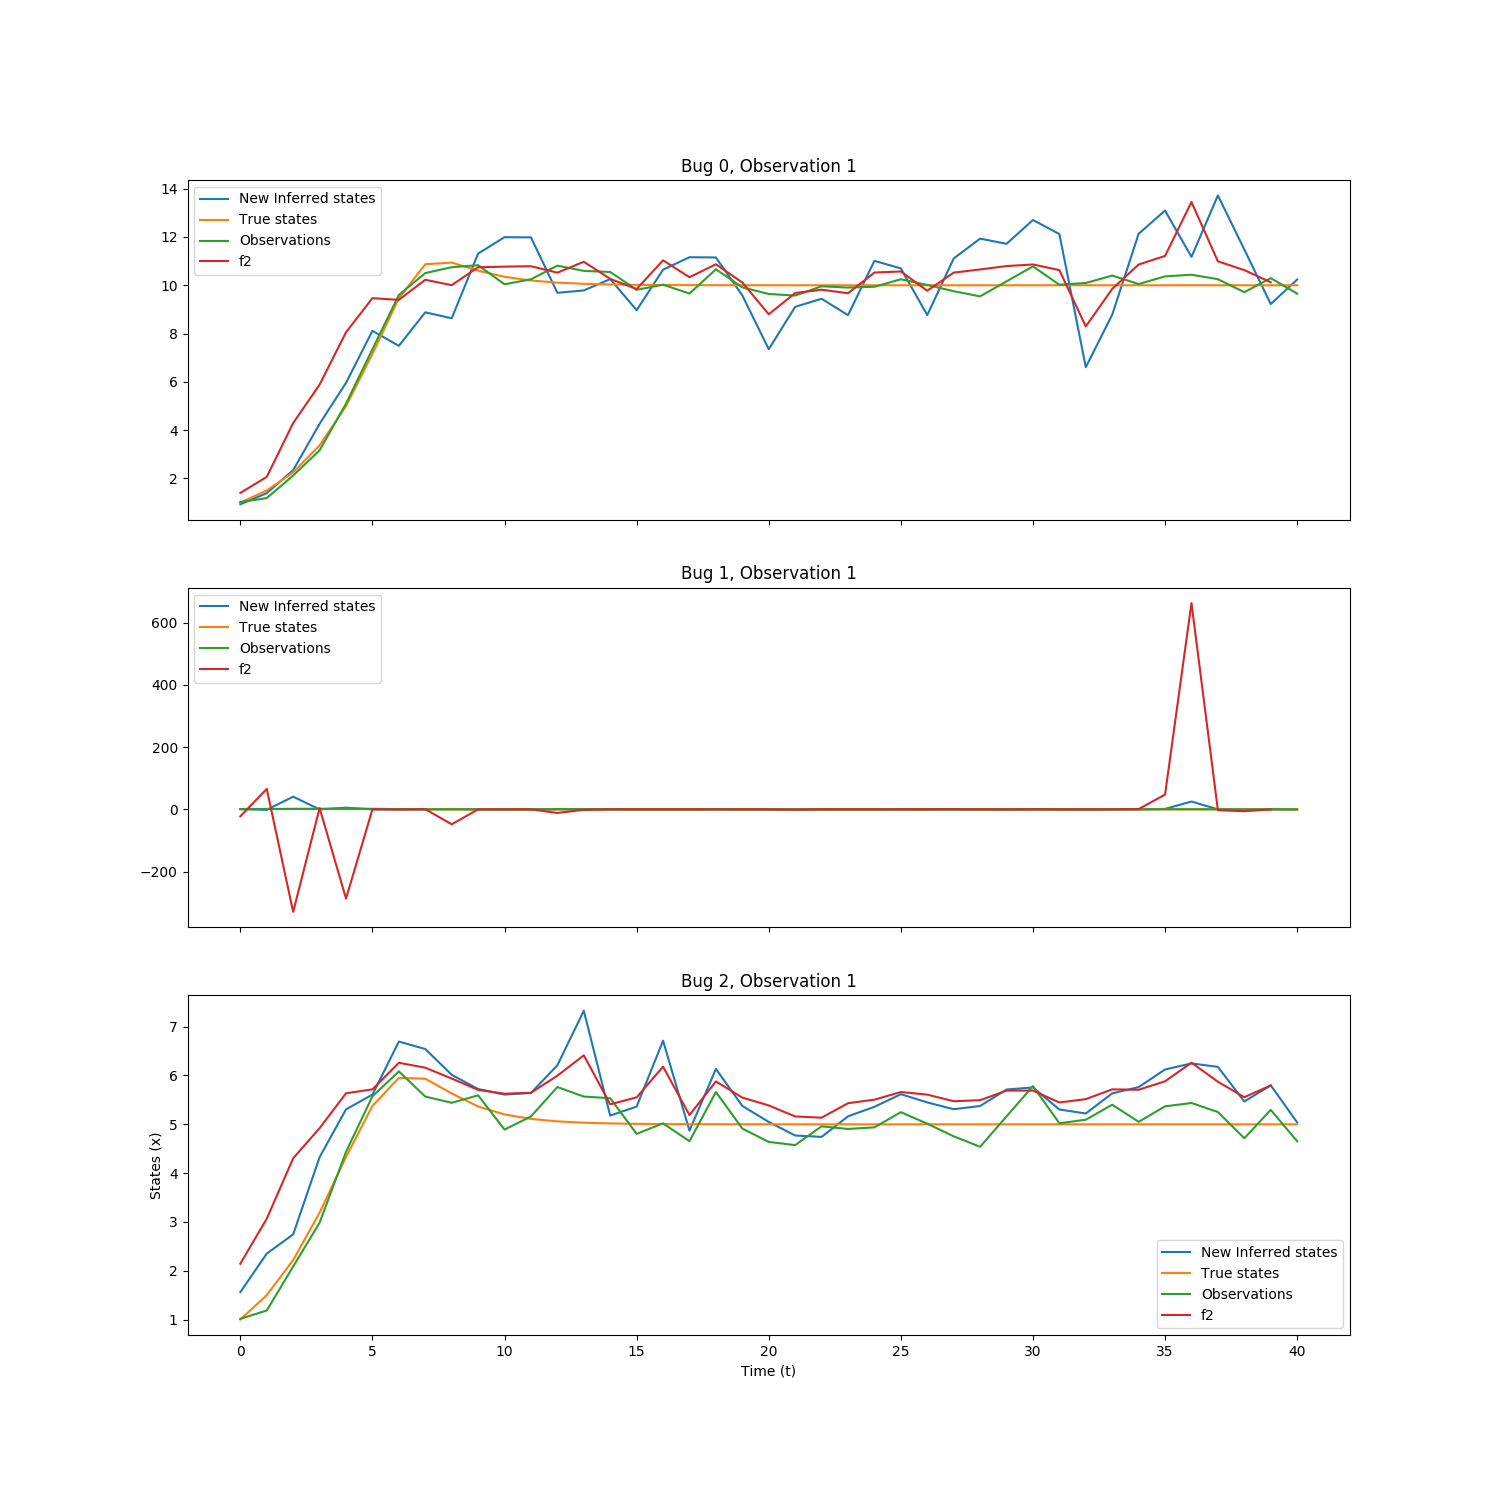 Bug 0, Observation 1
14
12
10
8
6
4
2
New Inferred states
True states
Observations
f2
Bug 1, Observation 1
600
400
200
0
−200
New Inferred states
True states
Observations
f2
Bug 2, Observation 1
7
6
5
4
3
2
1
States (x)
New Inferred states
True states
Observations
f2
0 5 10 15 20 25 30 35 40
Time (t)